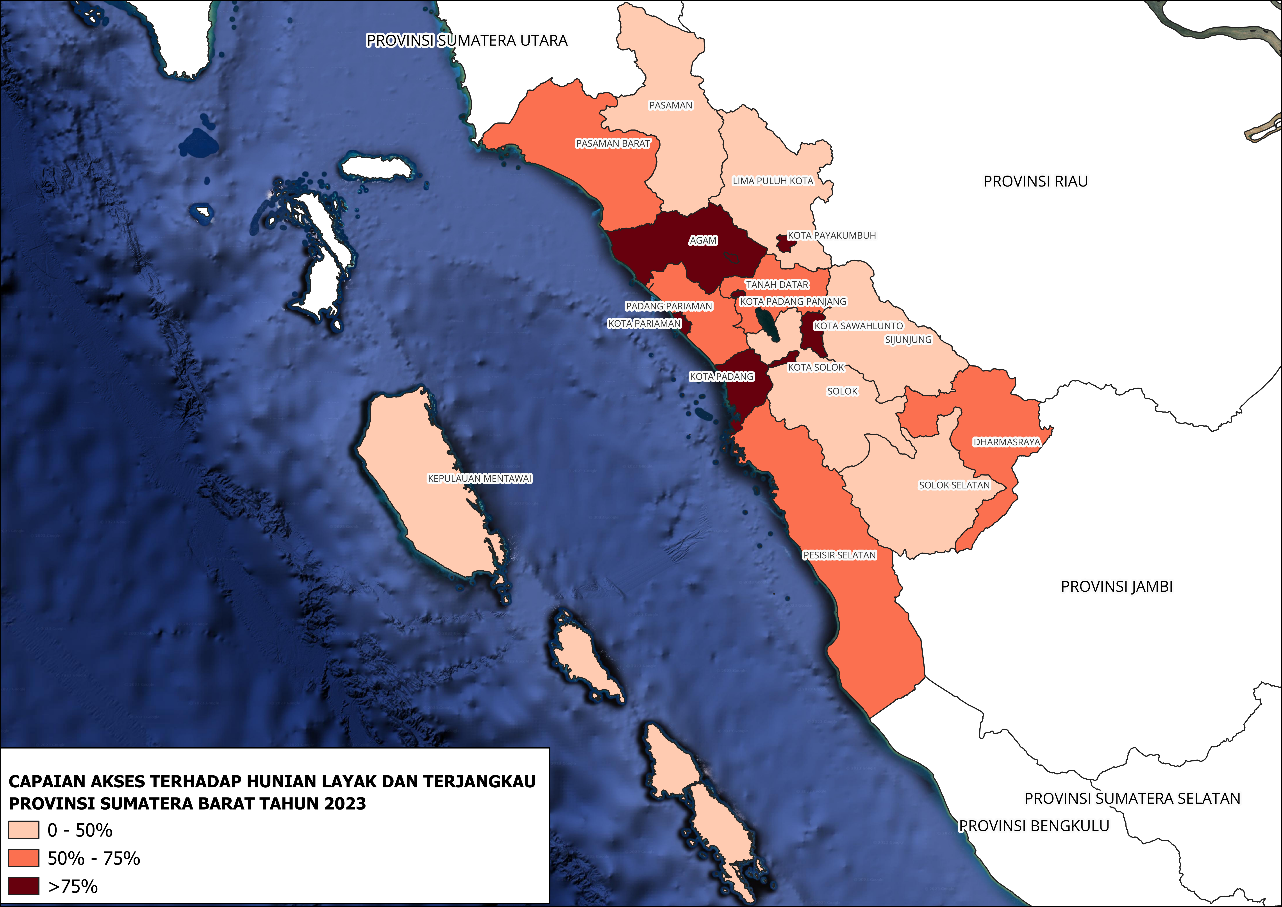 PROVINSI SUMATERA UTARA
PASAMAN
PASAMAN BARAT
LIMA PULUH KOTA
PROVINSI RIAU
KOTA PAYAKUMBUH
AGAM
TANAH DATAR
KOTA PADANG PANJANG
PADANG PARIAMAN
KOTA PARIAMAN
KOTA SAWAHLUNTO
SIJUNJUNG
KOTA SOLOK
KOTA PADANG
SOLOK
DHARMASRAYA
KEPULAUAN MENTAWAI
SOLOK SELATAN
PESISIR SELATAN
PROVINSI JAMBI
PROVINSI SUMATERA SELATAN
PROVINSI BENGKULU
CAPAIAN AKSES TERHADAP HUNIAN LAYAK DAN TERJANGKAU
PROVINSI SUMATERA BARAT TAHUN 2023
0 - 50%
50% - 75%
>75%